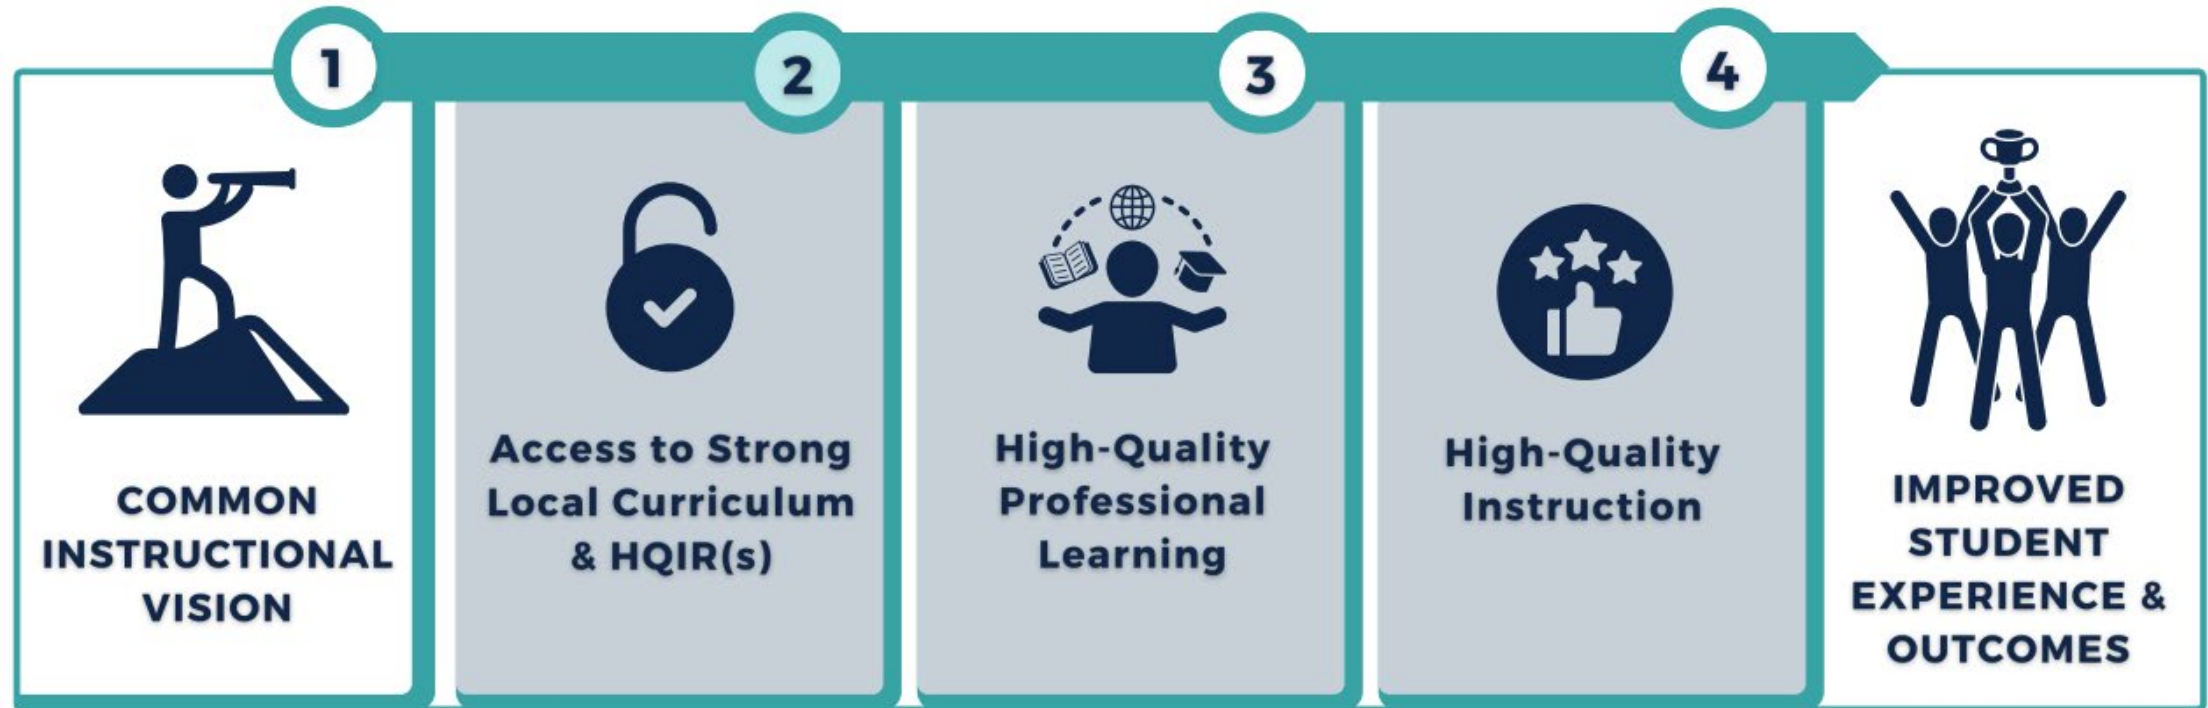 1
2
3
4
COMMON
INSTRUCTIONAL
VISION
Access to Strong
Local Curriculum
& HQIR(s)
High-Quality
Professional
Learning
High-Quality
Instruction
IMPROVED
STUDENT
EXPERIENCE &
OUTCOMES